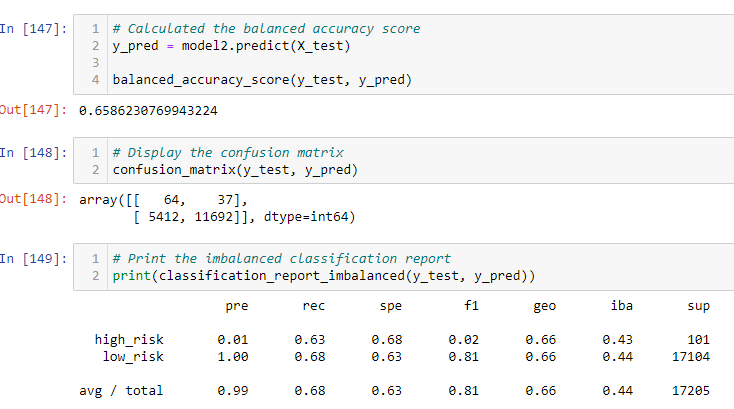 In [147]: 1 # Calculated the balanced accuracy score
2 y_pred = model2.predict(X_test)
3
4 balanced_accuracy_score(y_test, y_pred)
Out[147]: 0.6586230769943224
In [148]: 1 # Display the confusion matrix
2 confusion_matrix(y_test, y_pred)
Out[148]: array([[   64,    37],
       [ 5412, 11692]], dtype=int64)
In [149]: 1 # Print the imbalanced classification report
2 print(classification_report_imbalanced(y_test, y_pred))
pre rec spe f1 geo iba sup
high_risk 0.01 0.63 0.68 0.02 0.66 0.43 101
low_risk 1.00 0.68 0.63 0.81 0.66 0.44 17104
avg / total 0.99 0.68 0.63 0.81 0.66 0.44 17205